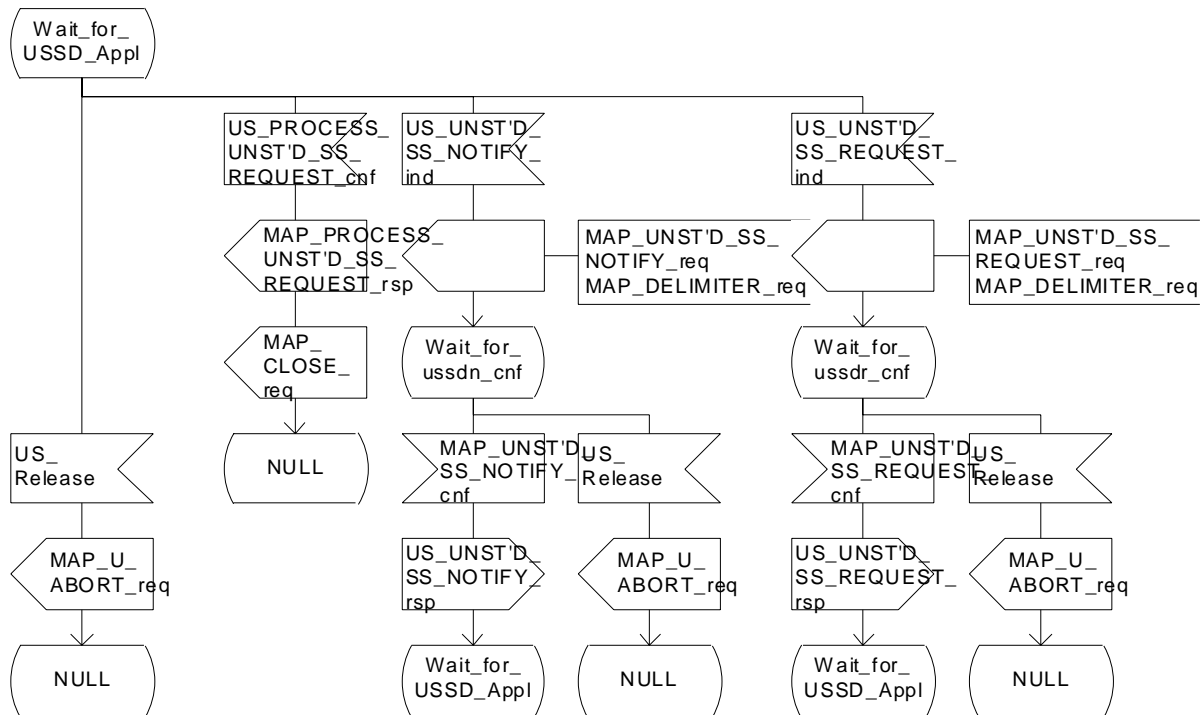 Wait_for_
USSD_Appl
US_PROCESS_
UNST'D_SS_
REQUEST_cnf
US_UNST'D_
SS_NOTIFY_
ind
US_UNST'D_
SS_REQUEST_
ind
MAP_PROCESS_
UNST'D_SS_
REQUEST_rsp
MAP_UNST'D_SS_
NOTIFY_req
MAP_DELIMITER_req
MAP_UNST'D_SS_
REQUEST_req
MAP_DELIMITER_req
MAP_
CLOSE_
req
Wait_for_
ussdn_cnf
Wait_for_
ussdr_cnf
US_
Release
NULL
MAP_UNST'D_
SS_NOTIFY_
cnf
US_
Release
MAP_UNST'D_
SS_REQUEST_
cnf
US_
Release
MAP_U_
ABORT_req
US_UNST'D_
SS_NOTIFY_
rsp
MAP_U_
ABORT_req
US_UNST'D_
SS_REQUEST_
rsp
MAP_U_
ABORT_req
NULL
Wait_for_
USSD_Appl
NULL
Wait_for_
USSD_Appl
NULL